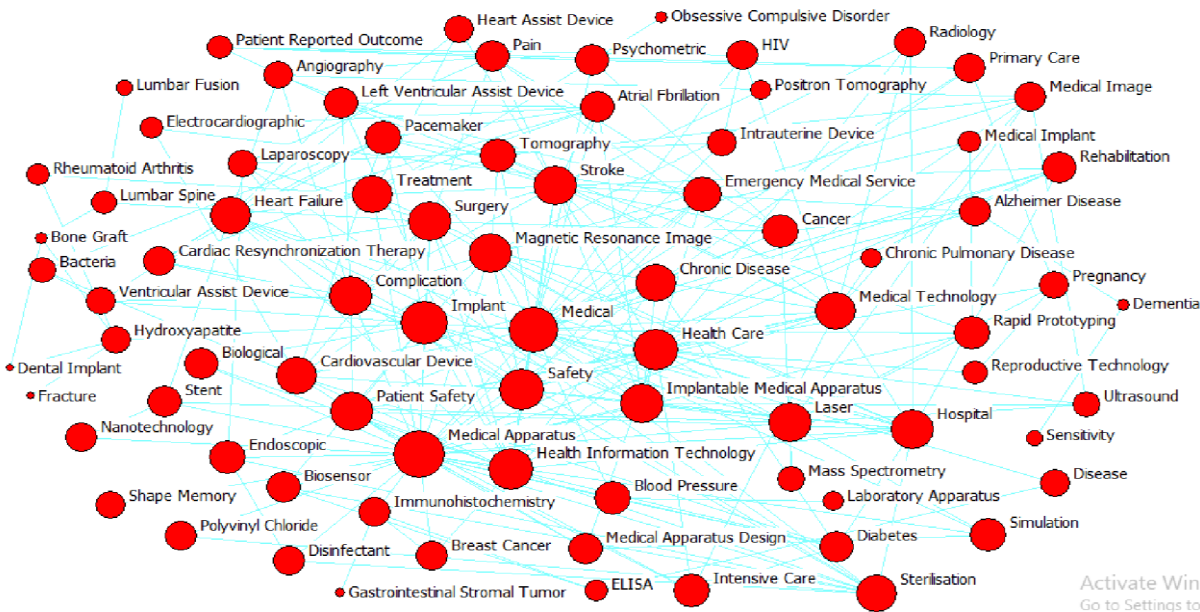 Heart Assist Device
Obsessive Compulsive Disorder
Patient Reported Outcome
Pain
Psychometric
HIV
Radiology
Angiography
Primary Care
Lumbar Fusion
Left Ventricular Assist Device
Atrial Fbrilation
Positron Tomography
Medical Image
Electrocardiographic
Pacemaker
Tomography
Intrauterine Device
Medical Implant
Rheumatoid Arthritis
Laparoscopy
Treatment
Stroke
Emergency Medical Service
Rehabilitation
Lumbar Spine
Heart Failure
Surgery
Cancer
Alzheimer Disease
Bone Graft
Cardiac Resynchronization Therapy
Magnetic Resonance Image
Chronic Pulmonary Disease
Bacteria
Complication
Chronic Disease
Pregnancy
Ventricular Assist Device
Implant
Medical
Medical Technology
Dementia
Hydroxyapatite
Health Care
Rapid Prototyping
Dental Implant
Biological
Cardiovascular Device
Safety
Reproductive Technology
Fracture
Stent
Patient Safety
Implantable Medical Apparatus
Laser
Hospital
Ultrasound
Nanotechnology
Endoscopic
Medical Apparatus
Health Information Technology
Sensitivity
Biosensor
Mass Spectrometry
Disease
Shape Memory
Immunohistochemistry
Blood Pressure
Laboratory Apparatus
Polyvinyl Chloride
Disinfectant
Breast Cancer
Medical Apparatus Design
Diabetes
Simulation
Gastrointestinal Stromal Tumor
ELISA
Intensive Care
Sterilisation
Activate Win
Go to Settings to